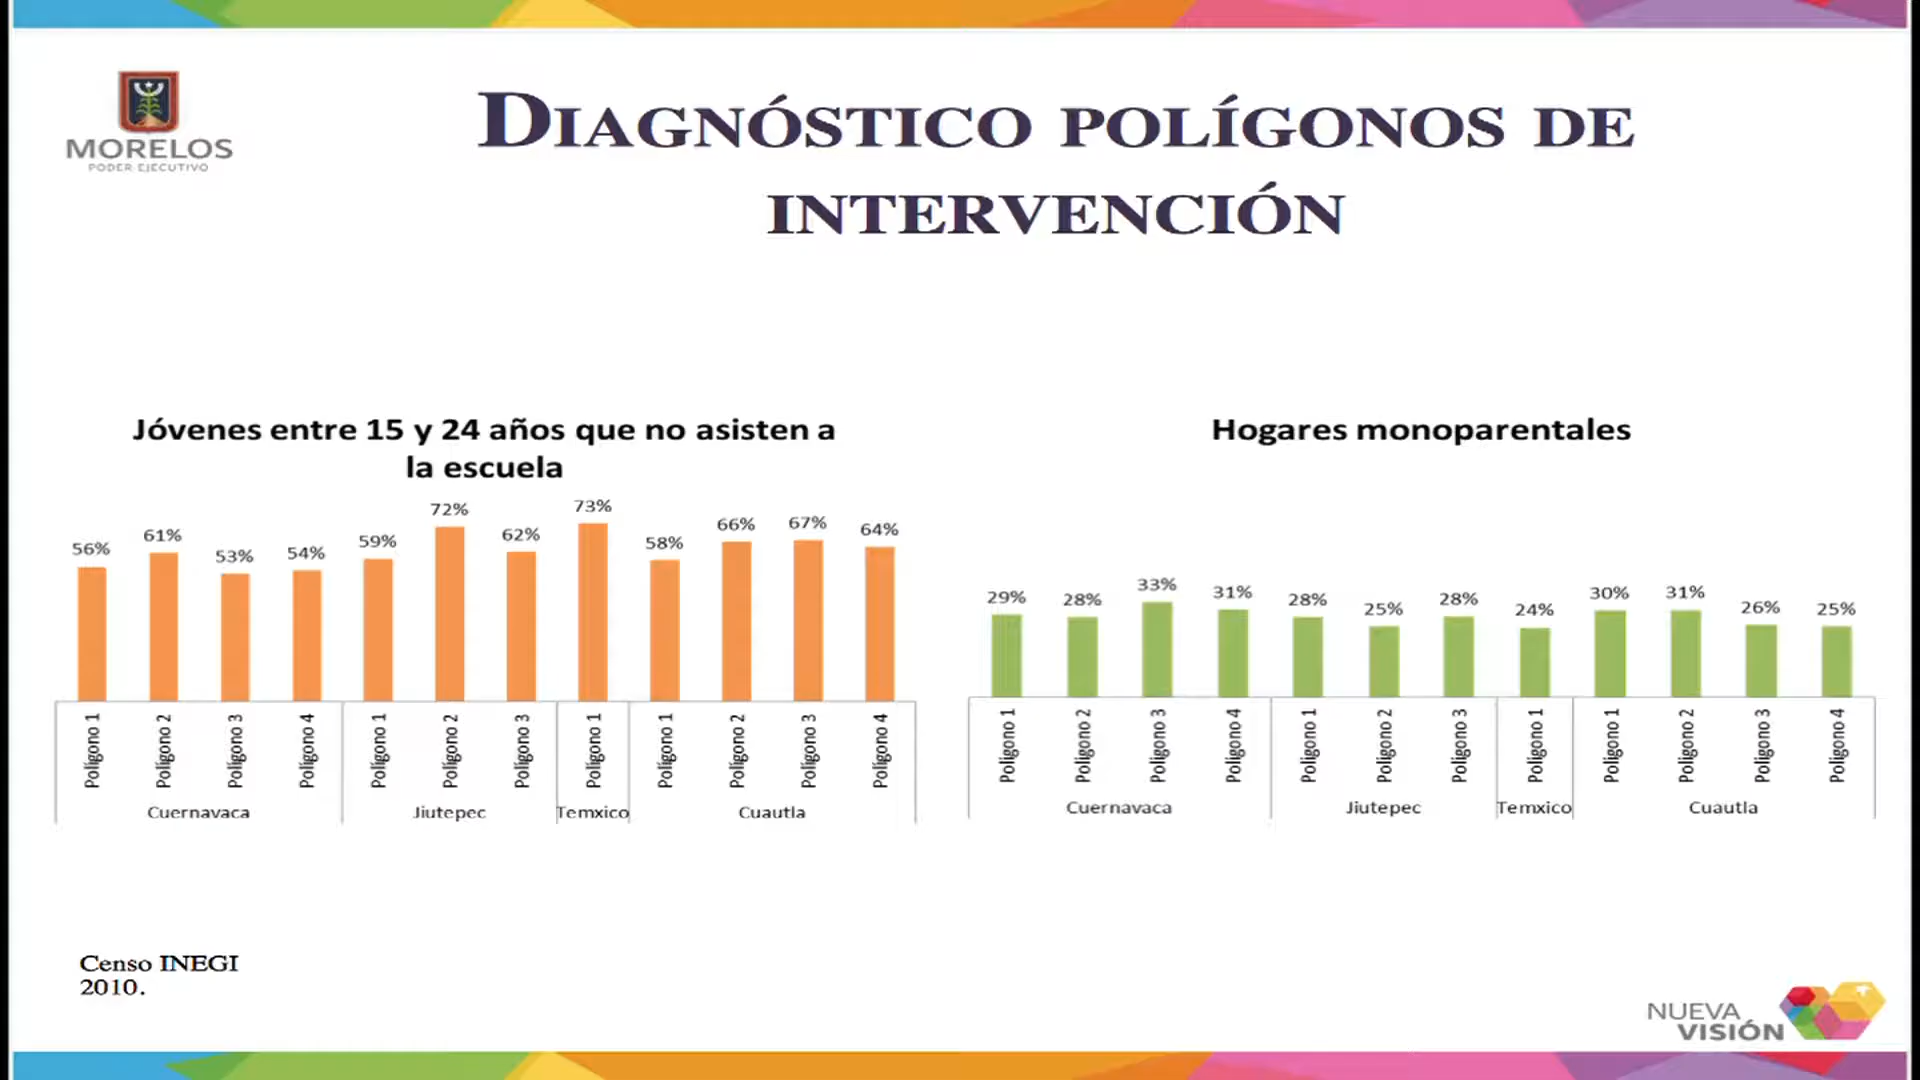 MORELOS
PODER EJECUTIVO
DIAGNÓSTICO POLÍGONOS DE
INTERVENCIÓN
Jóvenes entre 15 y 24 años que no asisten a
la escuela
56% 61% 53% 54% 59% 72% 62% 73% 58% 66% 67% 64%
Polígono 1 Polígono 2 Polígono 3 Polígono 4 Polígono 1 Polígono 2 Polígono 3 Polígono 1 Polígono 1 Polígono 2 Polígono 3 Polígono 4
Cuernavaca Jiutepec Temxico Cuautla
Hogares monoparentales
29% 28% 33% 31% 28% 25% 28% 24% 30% 31% 26% 25%
Polígono 1 Polígono 2 Polígono 3 Polígono 4 Polígono 1 Polígono 2 Polígono 3 Polígono 1 Polígono 1 Polígono 2 Polígono 3 Polígono 4
Cuernavaca Jiutepec Temxico Cuautla
Censo INEGI
2010.
NUEVA
VISIÓN